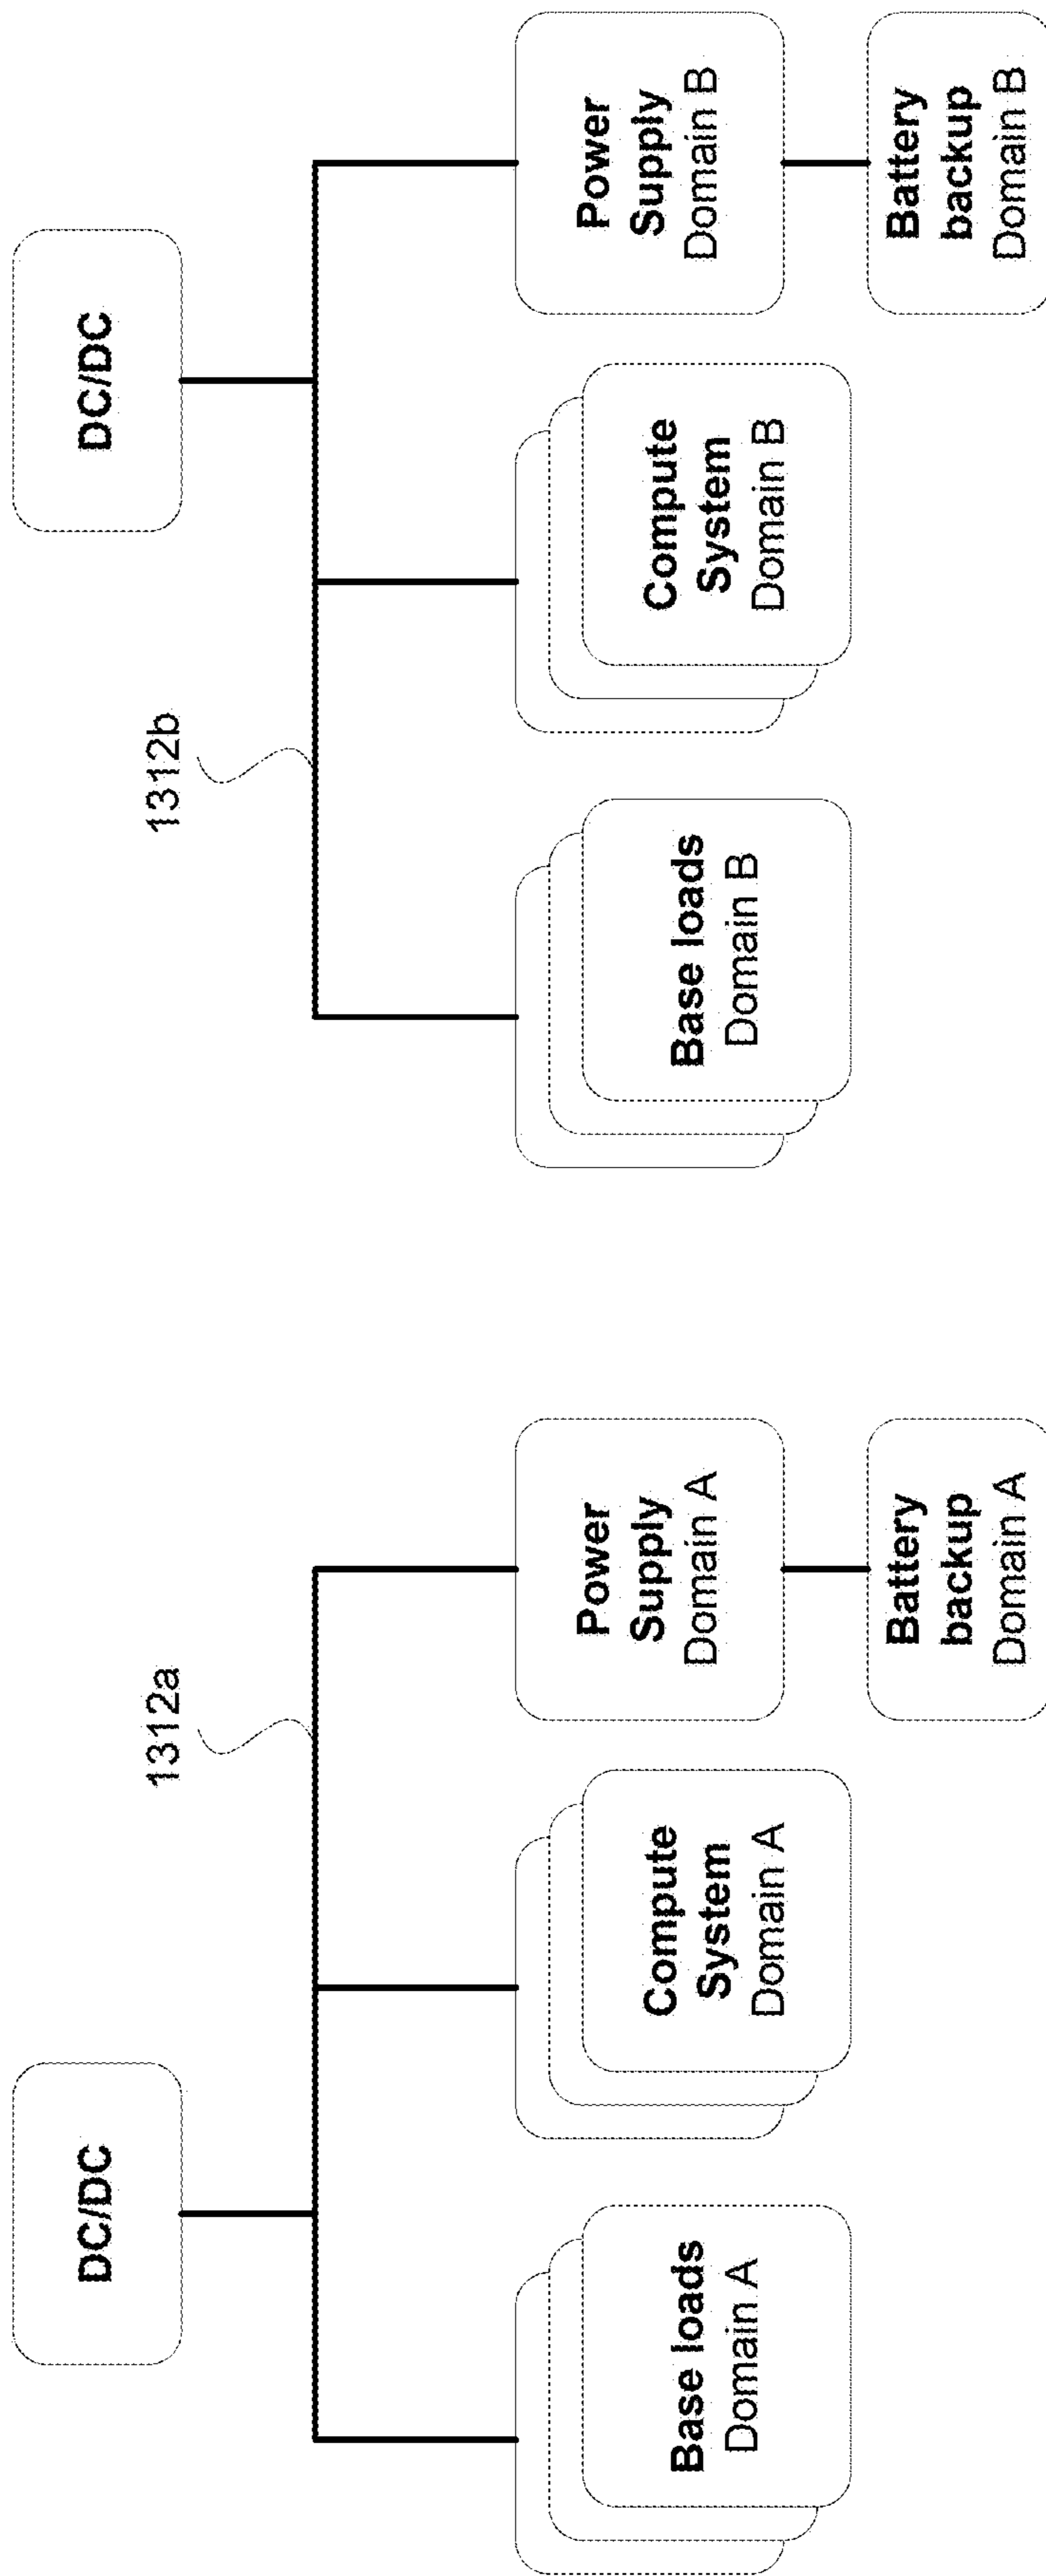 DC/DC
1312a
Base loads
Domain A
Compute
System
Domain A
Power
Supply
Domain A
Battery
backup
Domain A
DC/DC
1312b
Base loads
Domain B
Compute
System
Domain B
Power
Supply
Domain B
Battery
backup
Domain B